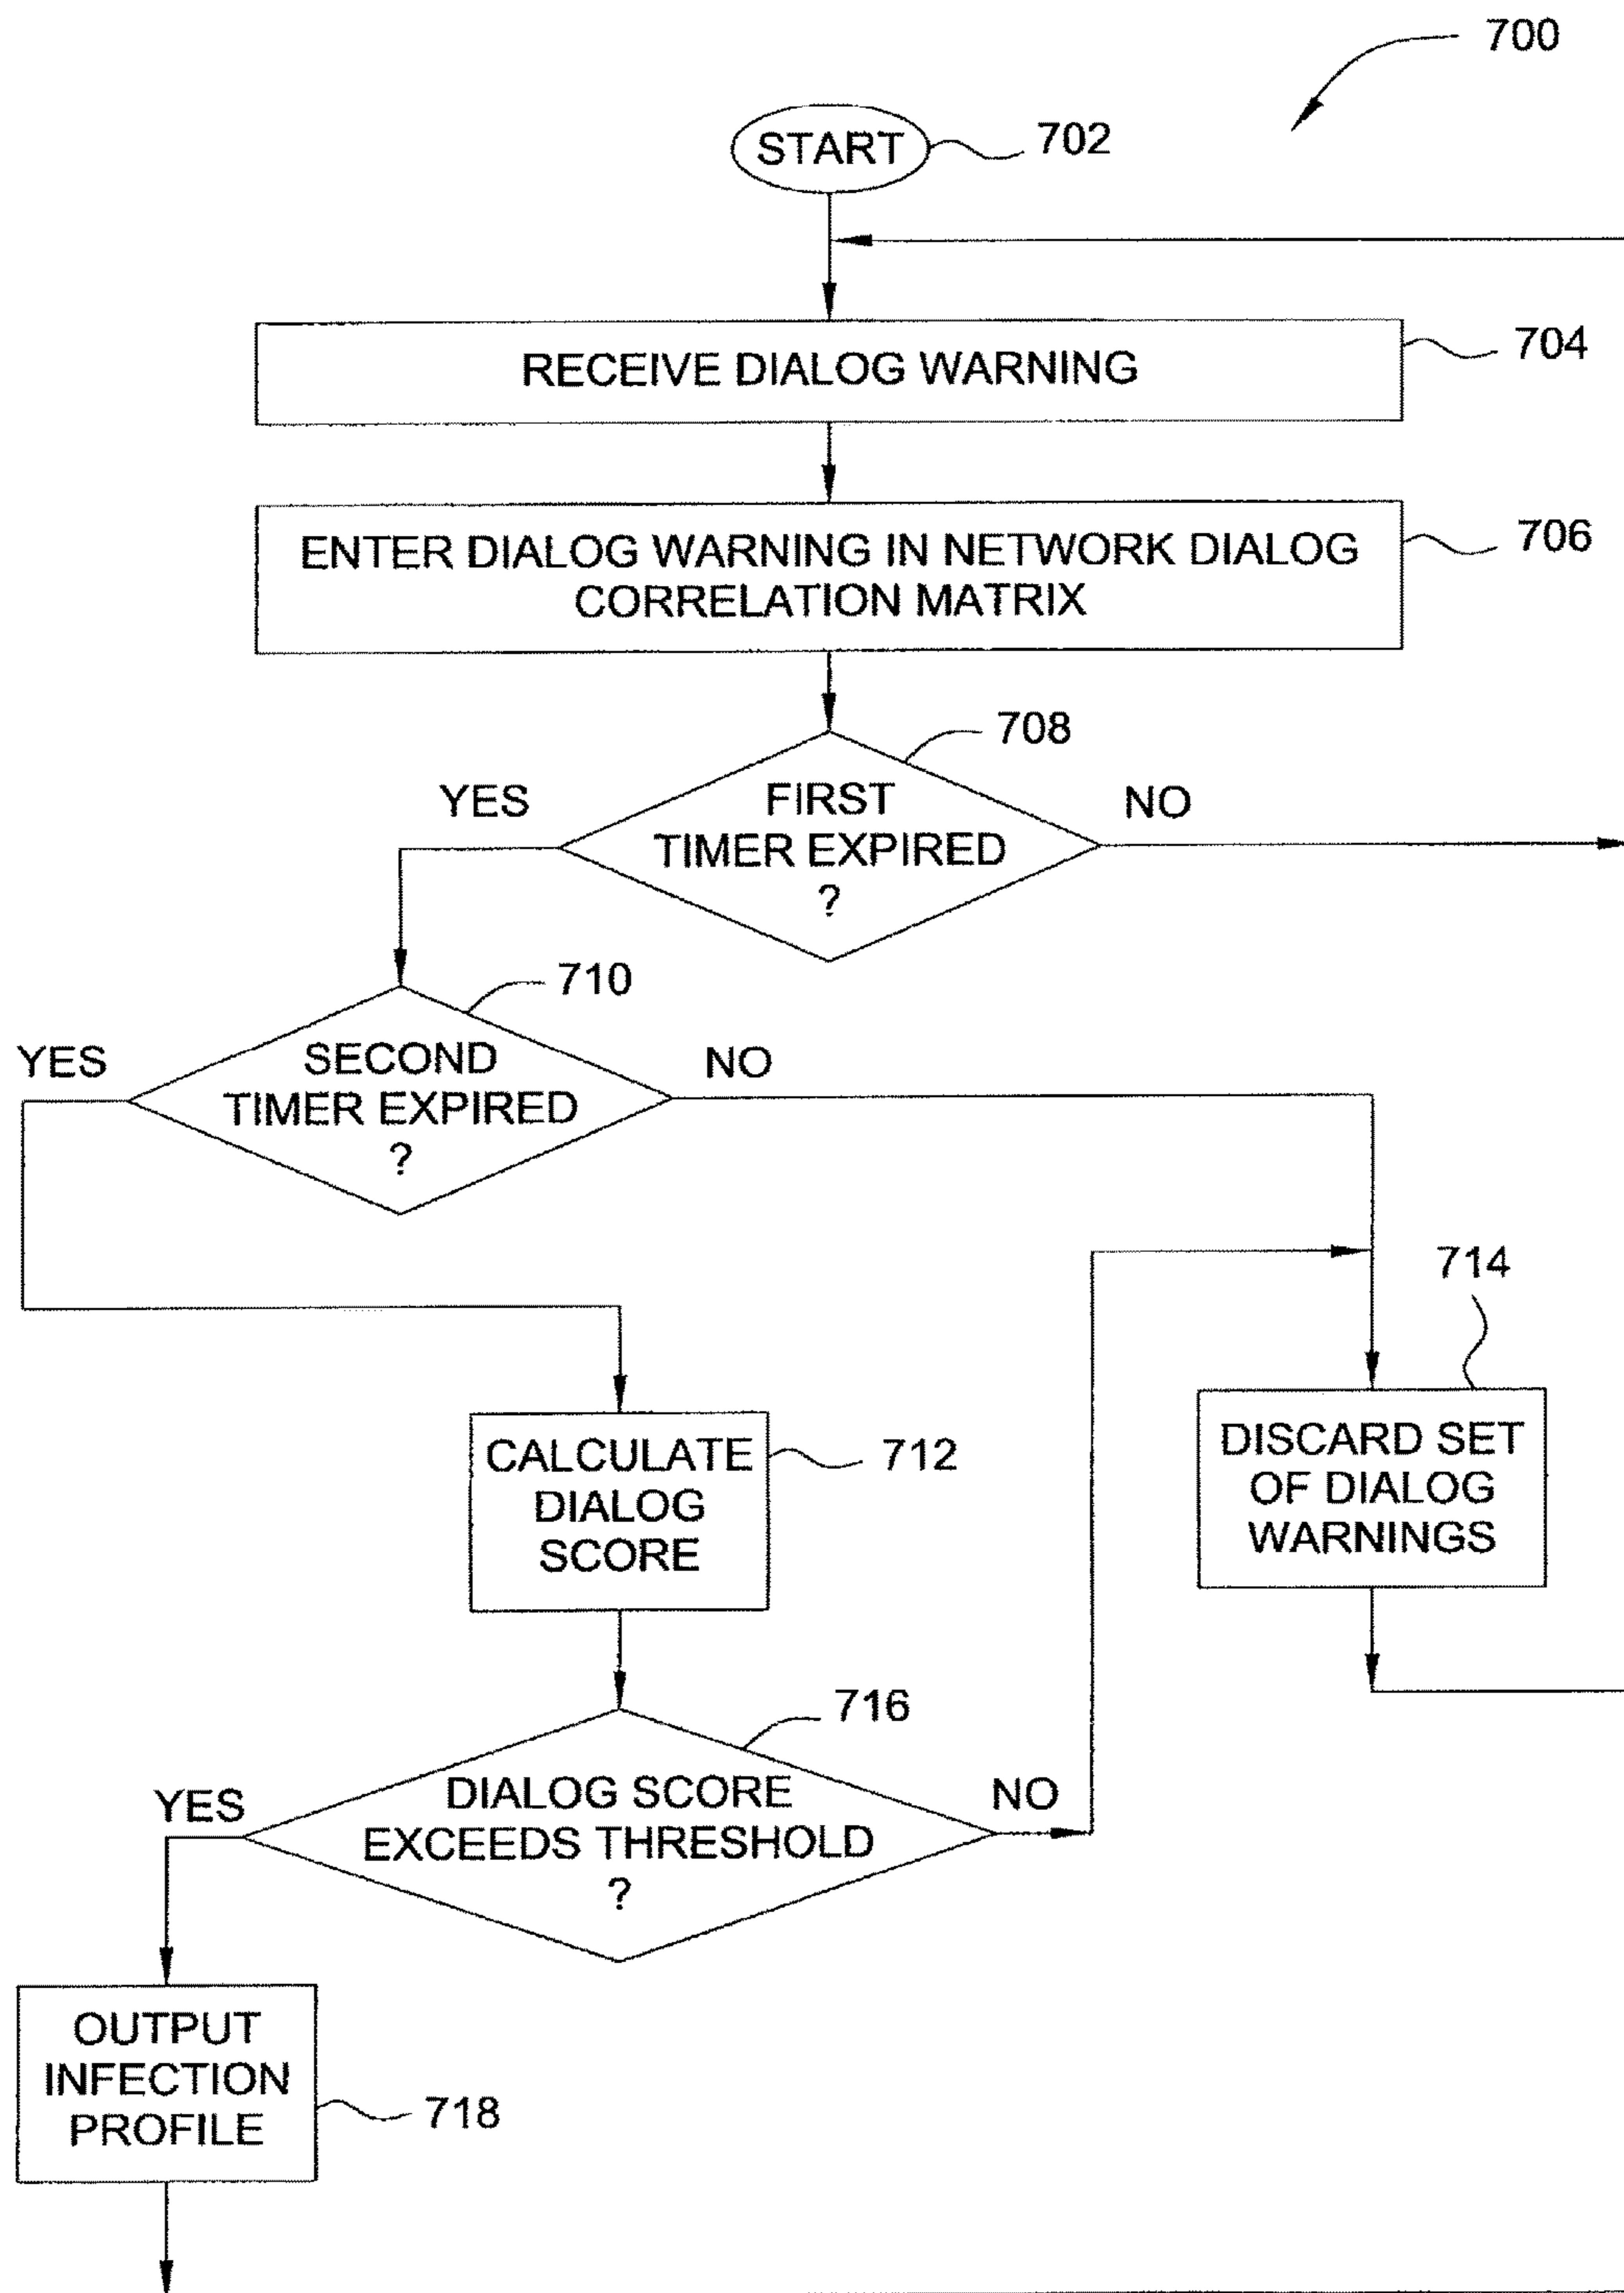 700
START
702
RECEIVE DIALOG WARNING
704
ENTER DIALOG WARNING IN NETWORK DIALOG
CORRELATION MATRIX
706
708
YES
FIRST
TIMER EXPIRED
?
NO
710
YES
SECOND
TIMER EXPIRED
?
NO
714
CALCULATE
DIALOG
SCORE
712
DISCARD SET
OF DIALOG
WARNINGS
716
YES
DIALOG SCORE
EXCEEDS THRESHOLD
?
NO
OUTPUT
INFECTION
PROFILE
718